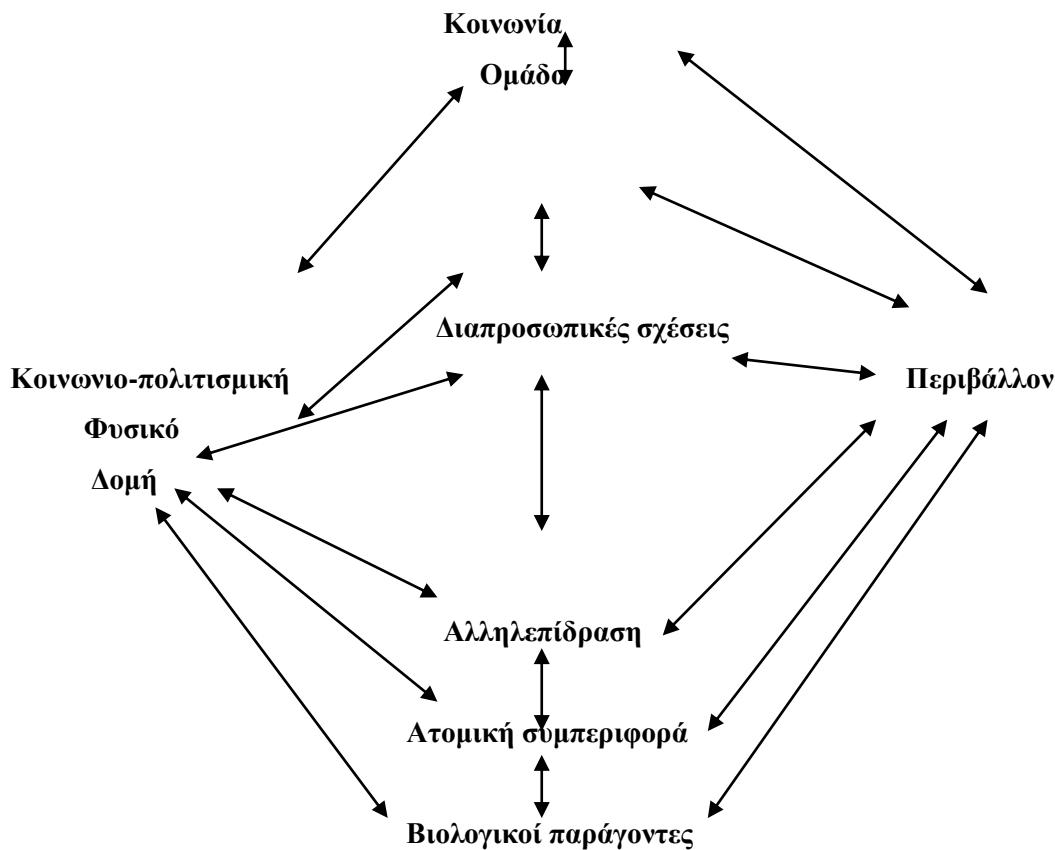 Κοινωνία
Ομάδα
Διαπροσωπικές σχέσεις
Κοινωνιο-πολιτισμική
Περιβάλλον
Φυσικό
Δομή
Αλληλεπίδραση
Ατομική συμπεριφορά
Βιολογικοί παράγοντες